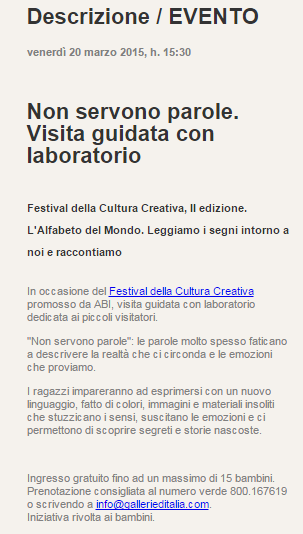 Descrizione / EVENTO
venerdì 20 marzo 2015, h. 15:30
Non servono parole.
Visita guidata con
laboratorio
Festival della Cultura Creativa, II edizione.
L'Alfabeto del Mondo. Leggiamo i segni intorno a
noi e raccontiamo
In occasione del Festival della Cultura Creativa
promosso da ABI, visita guidata con laboratorio
dedicata ai piccoli visitatori.
"Non servono parole": le parole molto spesso faticano
a descrivere la realtà che ci circonda e le emozioni
che proviamo.
I ragazzi impareranno ad esprimersi con un nuovo
linguaggio, fatto di colori, immagini e materiali insoliti
che stuzzicano i sensi, suscitano le emozioni e ci
permettono di scoprire segreti e storie nascoste.
Ingresso gratuito fino ad un massimo di 15 bambini.
Prenotazione consigliata al numero verde 800.167619
o scrivendo a info@gallerieditalia.com.
Iniziativa rivolta ai bambini.